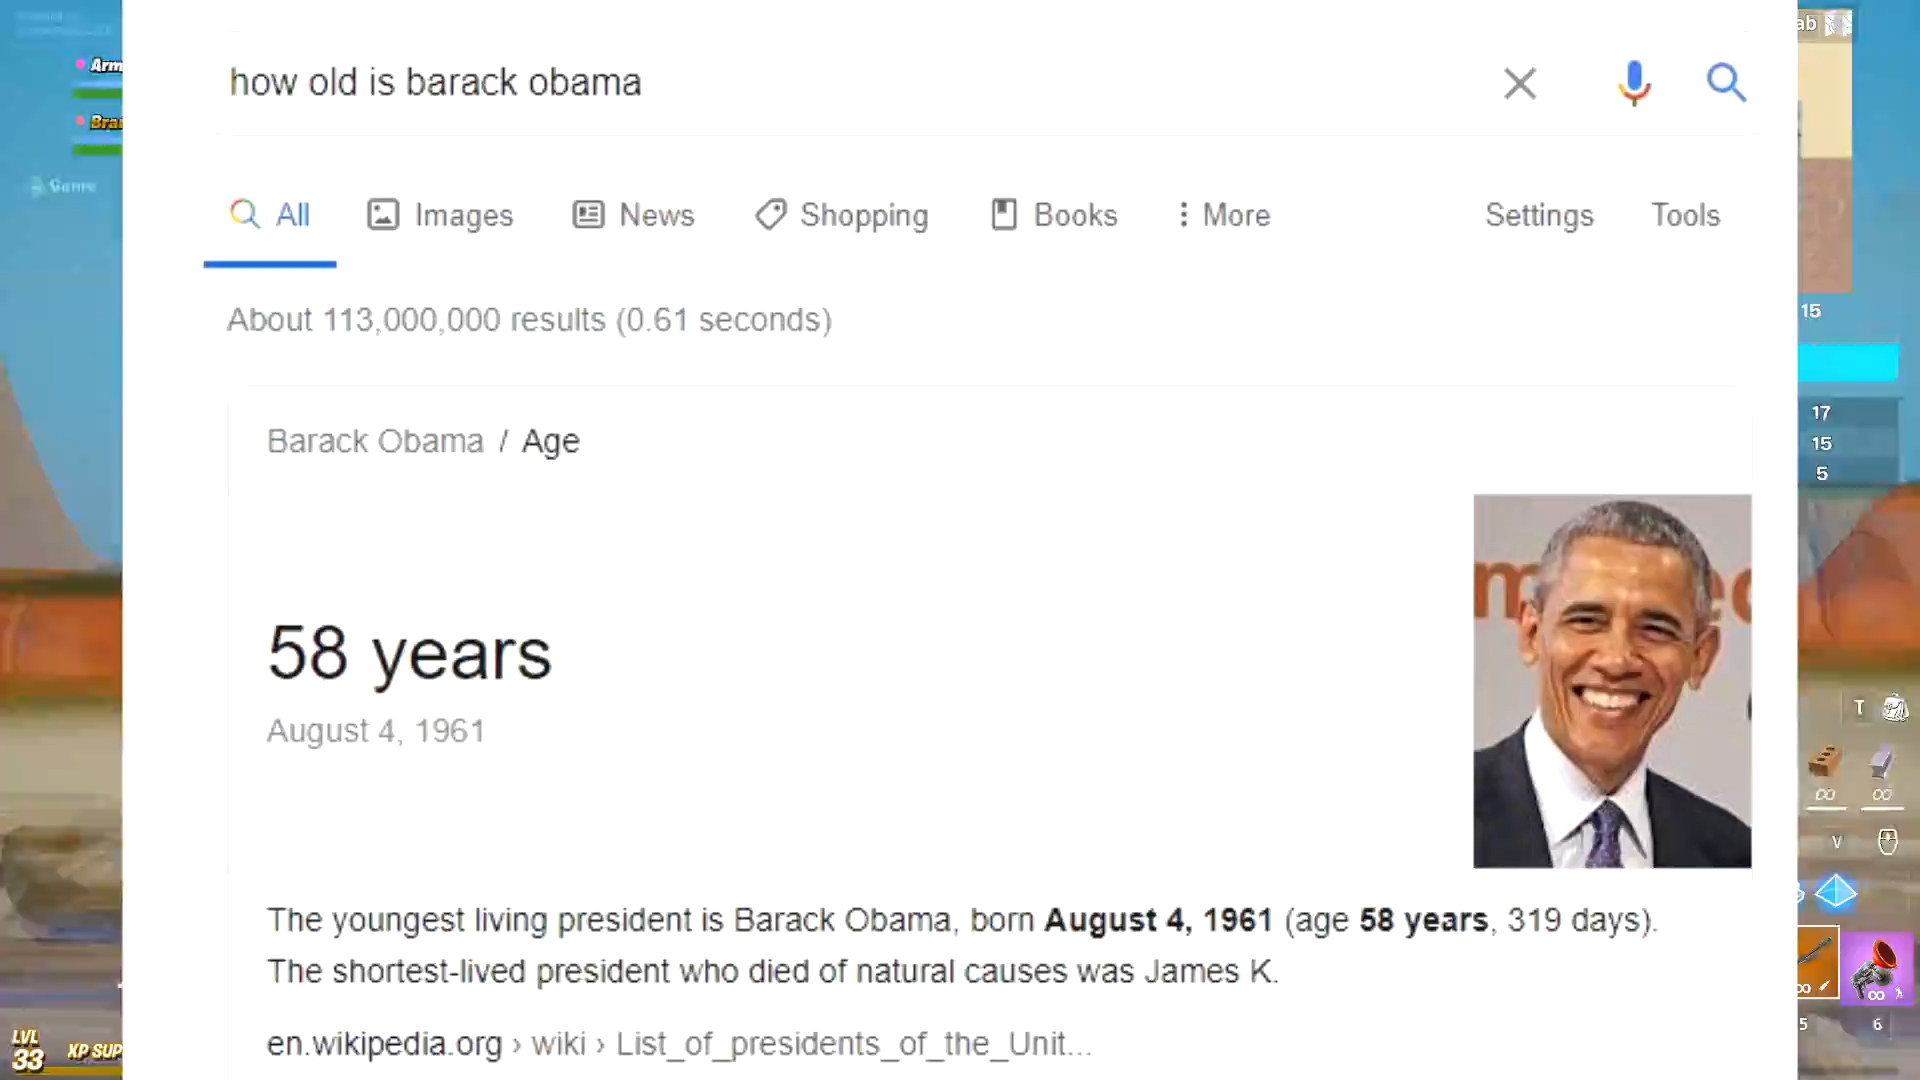 how old is barack obama
All Images News Shopping Books More Settings Tools
About 113,000,000 results (0.61 seconds)
Barack Obama / Age
58 years
August 4, 1961
The youngest living president is Barack Obama, born August 4, 1961 (age 58 years, 319 days).
The shortest-lived president who died of natural causes was James K.
en.wikipedia.org › wiki › List_of_presidents_of_the_Unit...
Game
LVL
33
XP SUP
15
17
15
5
T
∞ ∞
V
∞ ∞
5 6